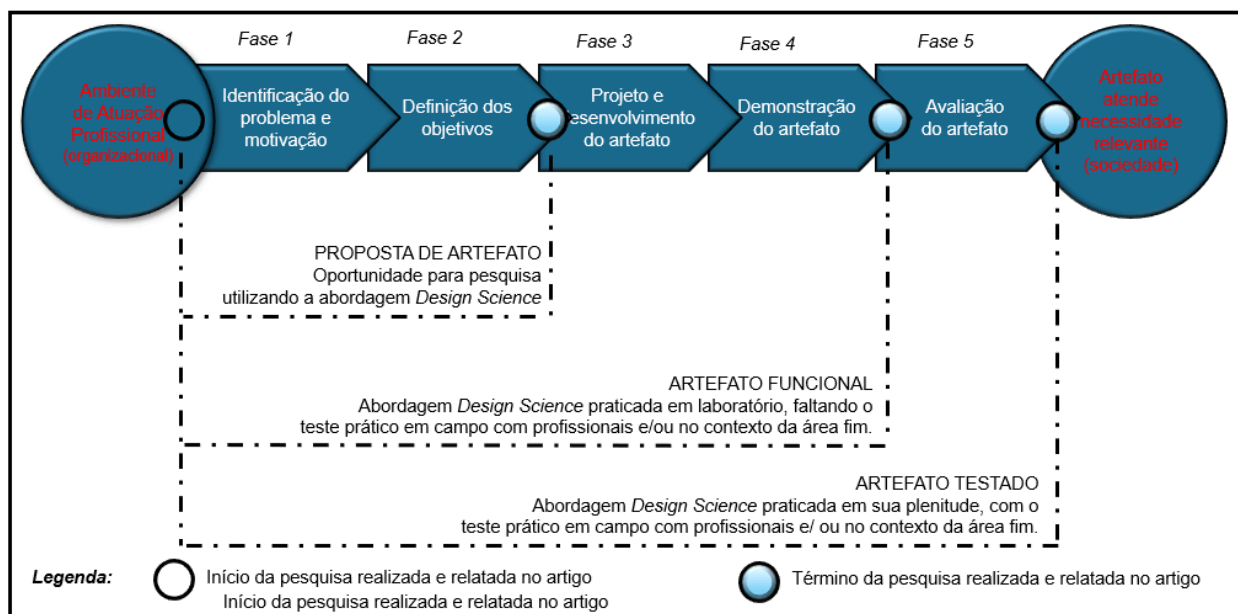 Fase 1
Fase 2
Fase 3
Fase 4
Fase 5
Ambiente
de Atuação
Profissional
(organizacional)
Identificação do
problema e
motivação
Definição dos
objetivos
Projeto e
desenvolvimento
do artefato
Demonstração
do artefato
Avaliação
do artefato
Artefato
atende
necessidade
relevante
(sociedade)
PROPOSTA DE ARTEFATO
Oportunidade para pesquisa
utilizando a abordagem Design Science
ARTEFATO FUNCIONAL
Abordagem Design Science praticada em laboratório, faltando o
teste prático em campo com profissionais e/ou no contexto da área fim.
ARTEFATO TESTADO
Abordagem Design Science praticada em sua plenitude, com o
teste prático em campo com profissionais e/ ou no contexto da área fim.
Legenda:
Início da pesquisa realizada e relatada no artigo
Início da pesquisa realizada e relatada no artigo
Término da pesquisa realizada e relatada no artigo